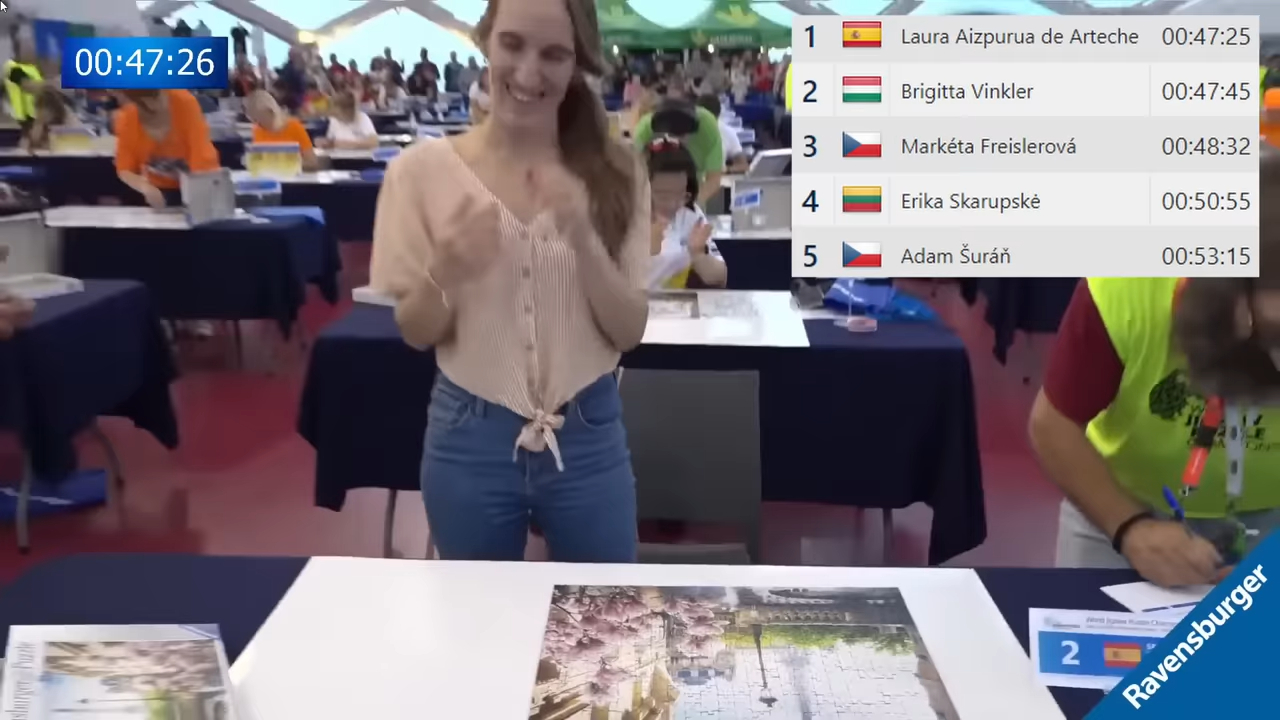 00:47:26
1 Laura Aizpurua de Arteche 00:47:25
2 Brigitta Vinkler 00:47:45
3 Markéta Freislerová 00:48:32
4 Erika Skarupskė 00:50:55
5 Adam Šuráň 00:53:15
2
Ravensburger